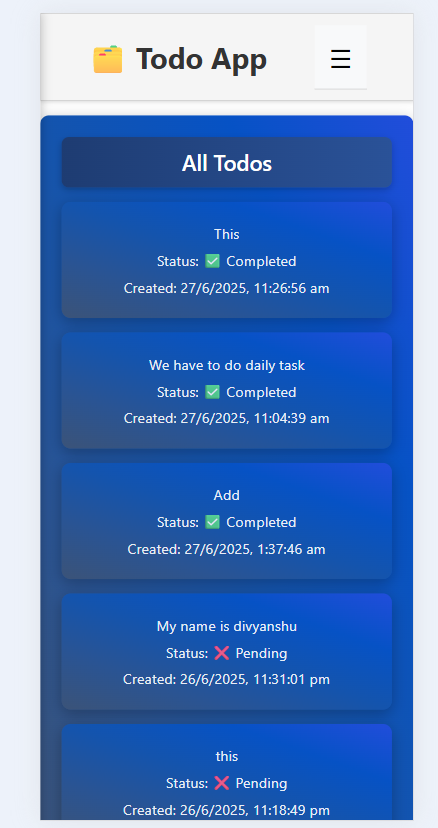 Todo App
All Todos
This
Status: ✅ Completed
Created: 27/6/2025, 11:26:56 am
We have to do daily task
Status: ✅ Completed
Created: 27/6/2025, 11:04:39 am
Add
Status: ✅ Completed
Created: 27/6/2025, 1:37:46 am
My name is divyanshu
Status: ❌ Pending
Created: 26/6/2025, 11:31:01 pm
this
Status: ❌ Pending
Created: 26/6/2025, 11:18:49 pm